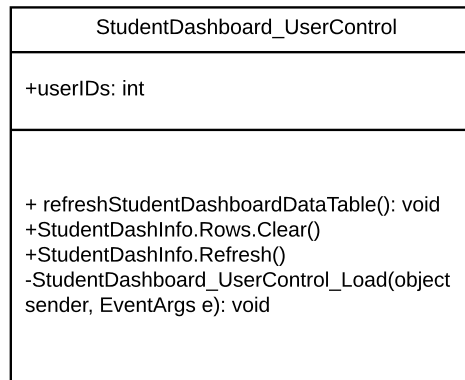 StudentDashboard_UserControl
+userIDs: int
+ refreshStudentDashboardDataTable(): void
+StudentDashInfo.Rows.Clear()
+StudentDashInfo.Refresh()
-StudentDashboard_UserControl_Load(object
sender, EventArgs e): void